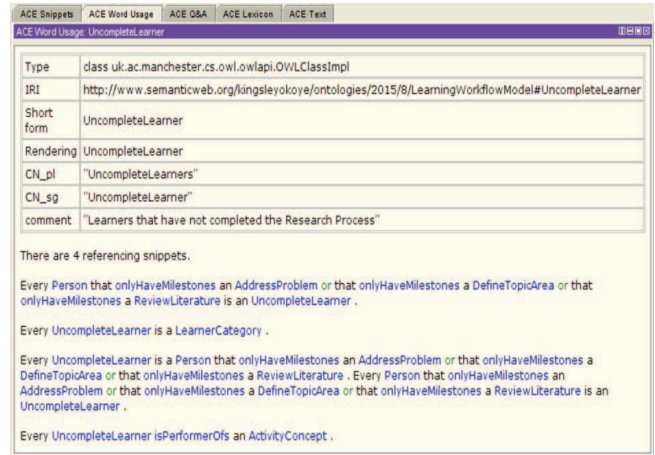 ACE Snippets ACE Word Usage ACE Q&A ACE Lexicon ACE Text
ACE Word Usage: UncompleteLearner
Type class uk.ac.manchester.cs.owl.owlapi.OWLClassImpl
IRI http://www.semanticweb.org/kingsleyokoye/ontologies/2015/8/LearningWorkflowModel#UncompleteLearner
Short
form UncompleteLearner
Rendering UncompleteLearner
CN_pl "UncompleteLearners"
CN_sg "UncompleteLearner"
comment "Learners that have not completed the Research Process"
There are 4 referencing snippets.
Every Person that onlyHaveMilestones an AddressProblem or that onlyHaveMilestones a DefineTopicArea or that
onlyHaveMilestones a ReviewLiterature is an UncompleteLearner .
Every UncompleteLearner is a LearnerCategory .
Every UncompleteLearner is a Person that onlyHaveMilestones an AddressProblem or that onlyHaveMilestones a
DefineTopicArea or that onlyHaveMilestones a ReviewLiterature . Every Person that onlyHaveMilestones an
AddressProblem or that onlyHaveMilestones a DefineTopicArea or that onlyHaveMilestones a ReviewLiterature is an
UncompleteLearner .
Every UncompleteLearner isPerformerOfs an ActivityConcept .